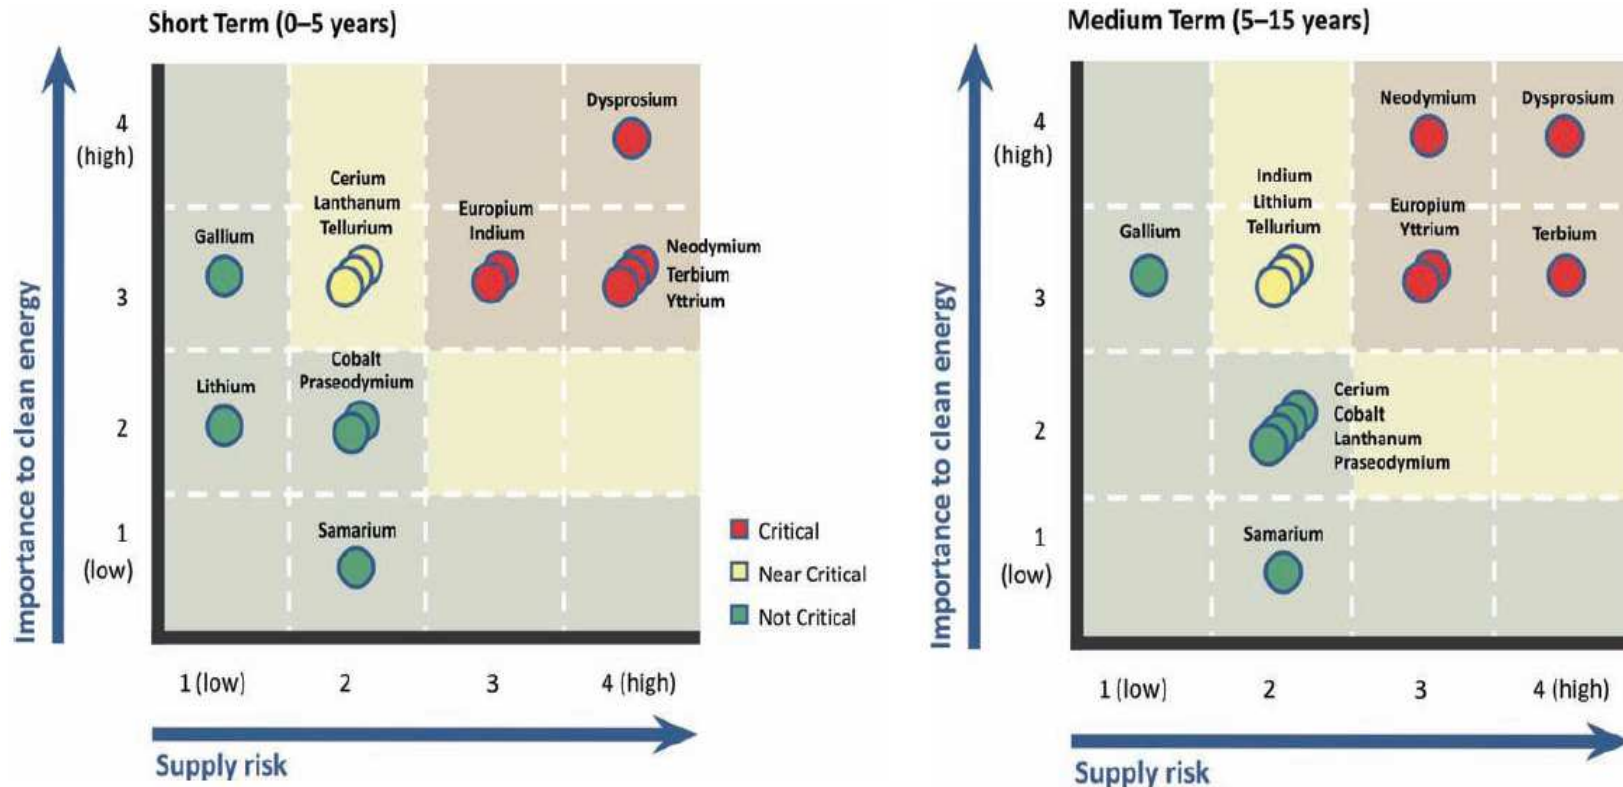 Short Term (0–5 years)
Importance to clean energy
4
(high)
3
2
1
(low)
Dysprosium
Cerium
Lanthanum
Tellurium
Europium
Indium
Gallium
Neodymium
Terbium
Yttrium
Cobalt
Praseodymium
Lithium
Samarium
Critical
Near Critical
Not Critical
1 (low)
2
3
4 (high)
Supply risk
Medium Term (5–15 years)
Importance to clean energy
4
(high)
3
2
1
(low)
Neodymium
Dysprosium
Indium
Lithium
Tellurium
Europium
Yttrium
Gallium
Terbium
Cerium
Cobalt
Lanthanum
Praseodymium
Samarium
1 (low)
2
3
4 (high)
Supply risk